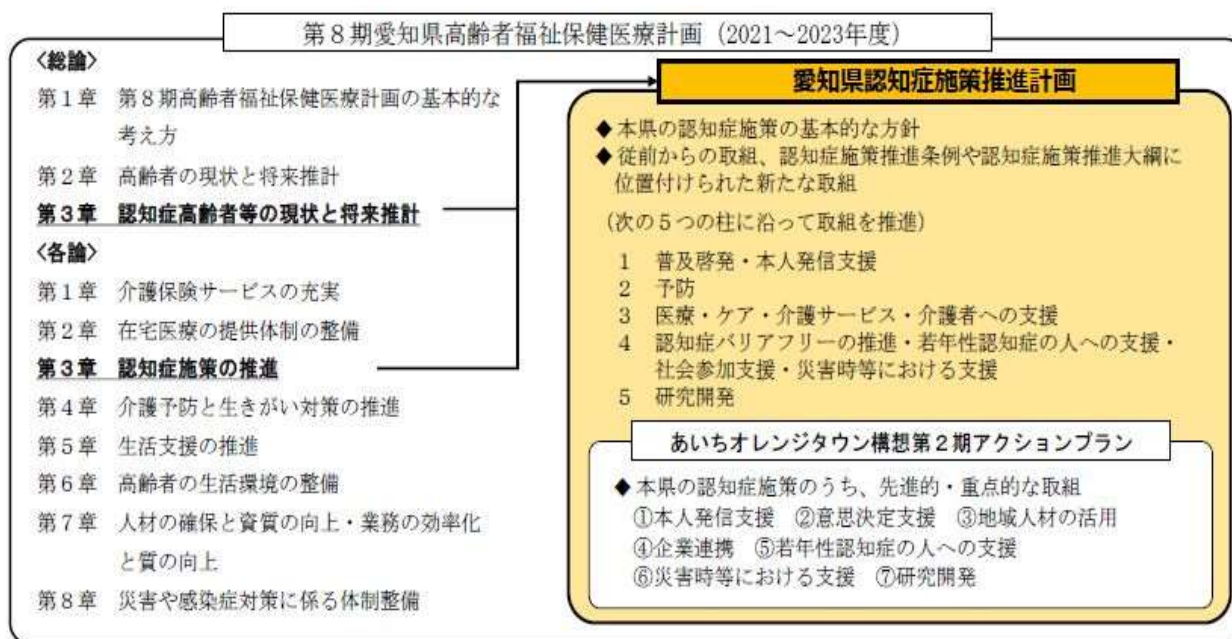 第8期愛知県高齢者福祉保健医療計画（2021～2023年度）
〈総論〉
第1章　第8期高齢者福祉保健医療計画の基本的な
考え方
第2章　高齢者の現状と将来推計
第3章　認知症高齢者等の現状と将来推計
〈各論〉
第1章　介護保険サービスの充実
第2章　在宅医療の提供体制の整備
第3章　認知症施策の推進
第4章　介護予防と生きがい対策の推進
第5章　生活支援の推進
第6章　高齢者の生活環境の整備
第7章　人材の確保と資質の向上・業務の効率化
と質の向上
第8章　災害や感染症対策に係る体制整備
愛知県認知症施策推進計画
◆本県の認知症施策の基本的な方針
◆従前からの取組、認知症施策推進条例や認知症施策推進大綱に
位置付けられた新たな取組
（次の5つの柱に沿って取組を推進）
1　普及啓発・本人発信支援
2　予防
3　医療・ケア・介護サービス・介護者への支援
4　認知症バリアフリーの推進・若年性認知症の人への支援・
社会参加支援・災害時等における支援
5　研究開発
あいちオレンジタウン構想第2期アクションプラン
◆本県の認知症施策のうち、先進的・重点的な取組
①本人発信支援　②意思決定支援　③地域人材の活用
④企業連携　⑤若年性認知症の人への支援
⑥災害時等における支援　⑦研究開発